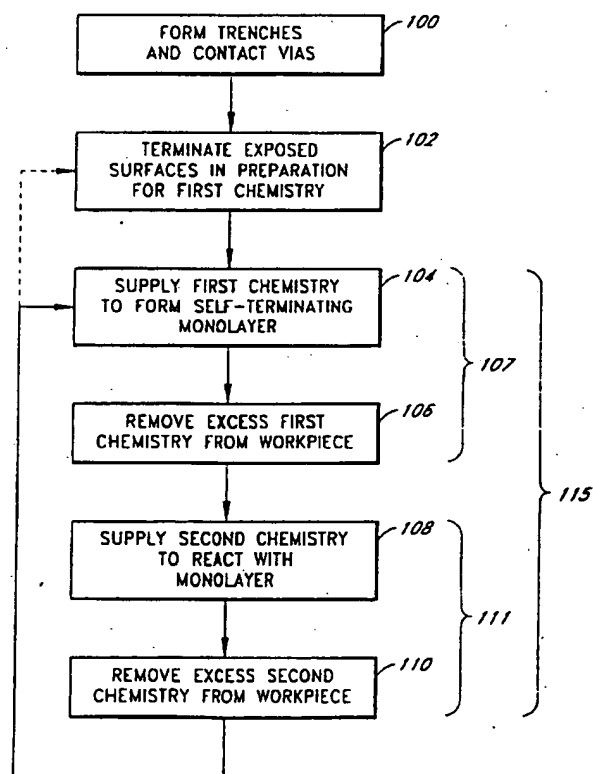 100
FORM TRENCHES
AND CONTACT VIAS
102
TERMINATE EXPOSED
SURFACES IN PREPARATION
FOR FIRST CHEMISTRY
104
SUPPLY FIRST CHEMISTRY
TO FORM SELF-TERMINATING
MONOLAYER
107
106
REMOVE EXCESS FIRST
CHEMISTRY FROM WORKPIECE
115
108
SUPPLY SECOND CHEMISTRY
TO REACT WITH
MONOLAYER
111
110
REMOVE EXCESS SECOND
CHEMISTRY FROM WORKPIECE